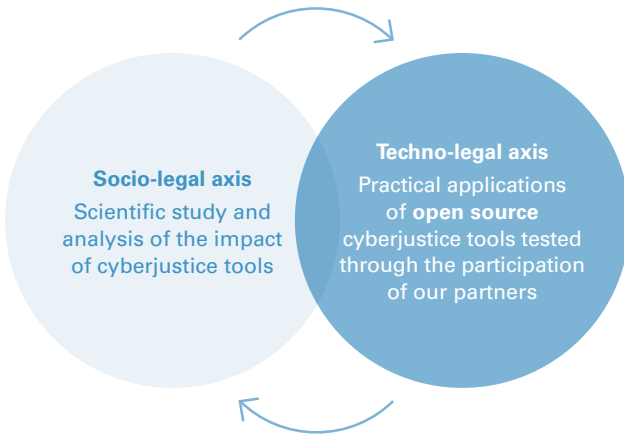 Socio-legal axis
Scientific study and
analysis of the impact
of cyberjustice tools
Techno-legal axis
Practical applications
of open source
cyberjustice tools tested
through the participation
of our partners